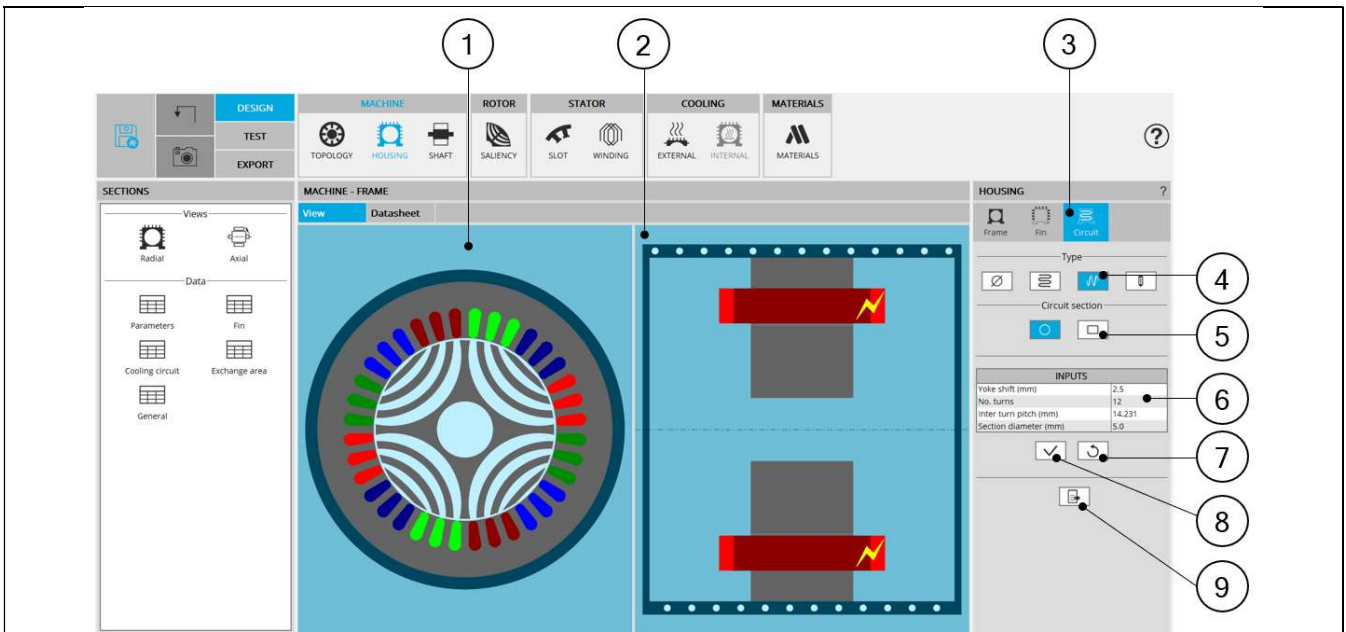 1 2 3
DESIGN MACHINE ROTOR STATOR COOLING MATERIALS
TEST
TOPOLOGY HOUSING SHAFT SALIENCY SLOT WINDING EXTERNAL INTERNAL MATERIALS
EXPORT
?
SECTIONS MACHINE - FRAME HOUSING ?
Views
Radial Axial
Data
Parameters Fin
Cooling circuit Exchange area
General
View Datasheet
Frame Fin Circuit
Type
4
Circuit section
5
INPUTS
Yoke shift (mm) 2.5
No. turns 12
Inter turn pitch (mm) 14.231
Section diameter (mm) 5.0
6
7
8
9